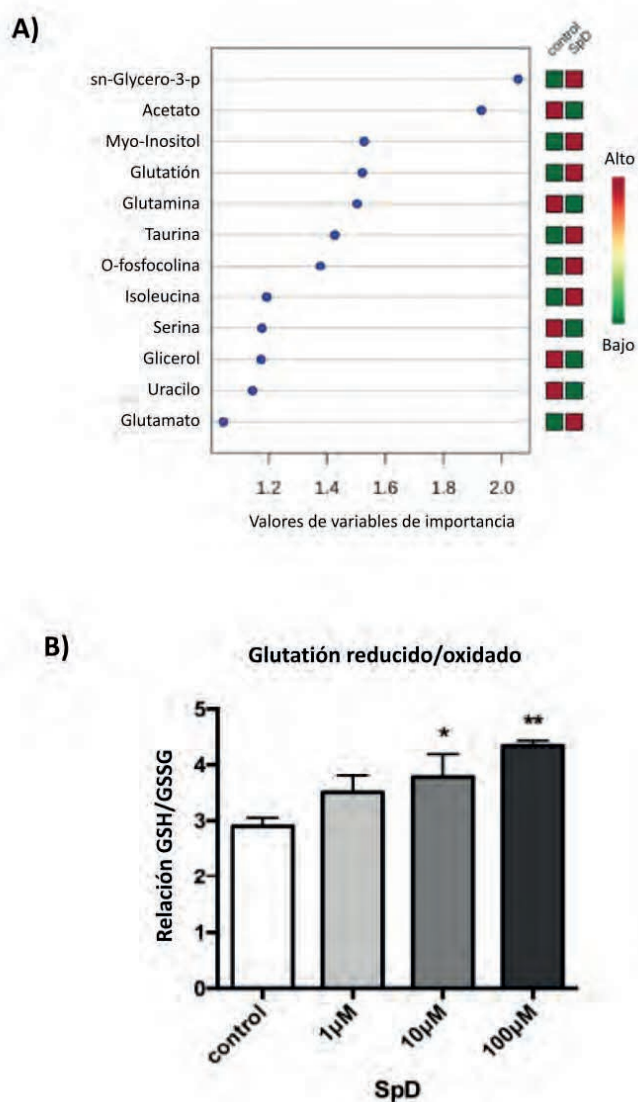 A)
control
SpD
sn-Glycero-3-p
Acetato
Myo-Inositol
Glutatión
Glutamina
Taurina
O-fosfocolina
Isoleucina
Serina
Glicerol
Uracilo
Glutamato
Alto
Bajo
1.2 1.4 1.6 1.8 2.0
Valores de variables de importancia
B)
Glutatión reducido/oxidado
Relación GSH/GSSG
5
4
3
2
1
0
* **
control 1µM 10µM 100µM
SpD